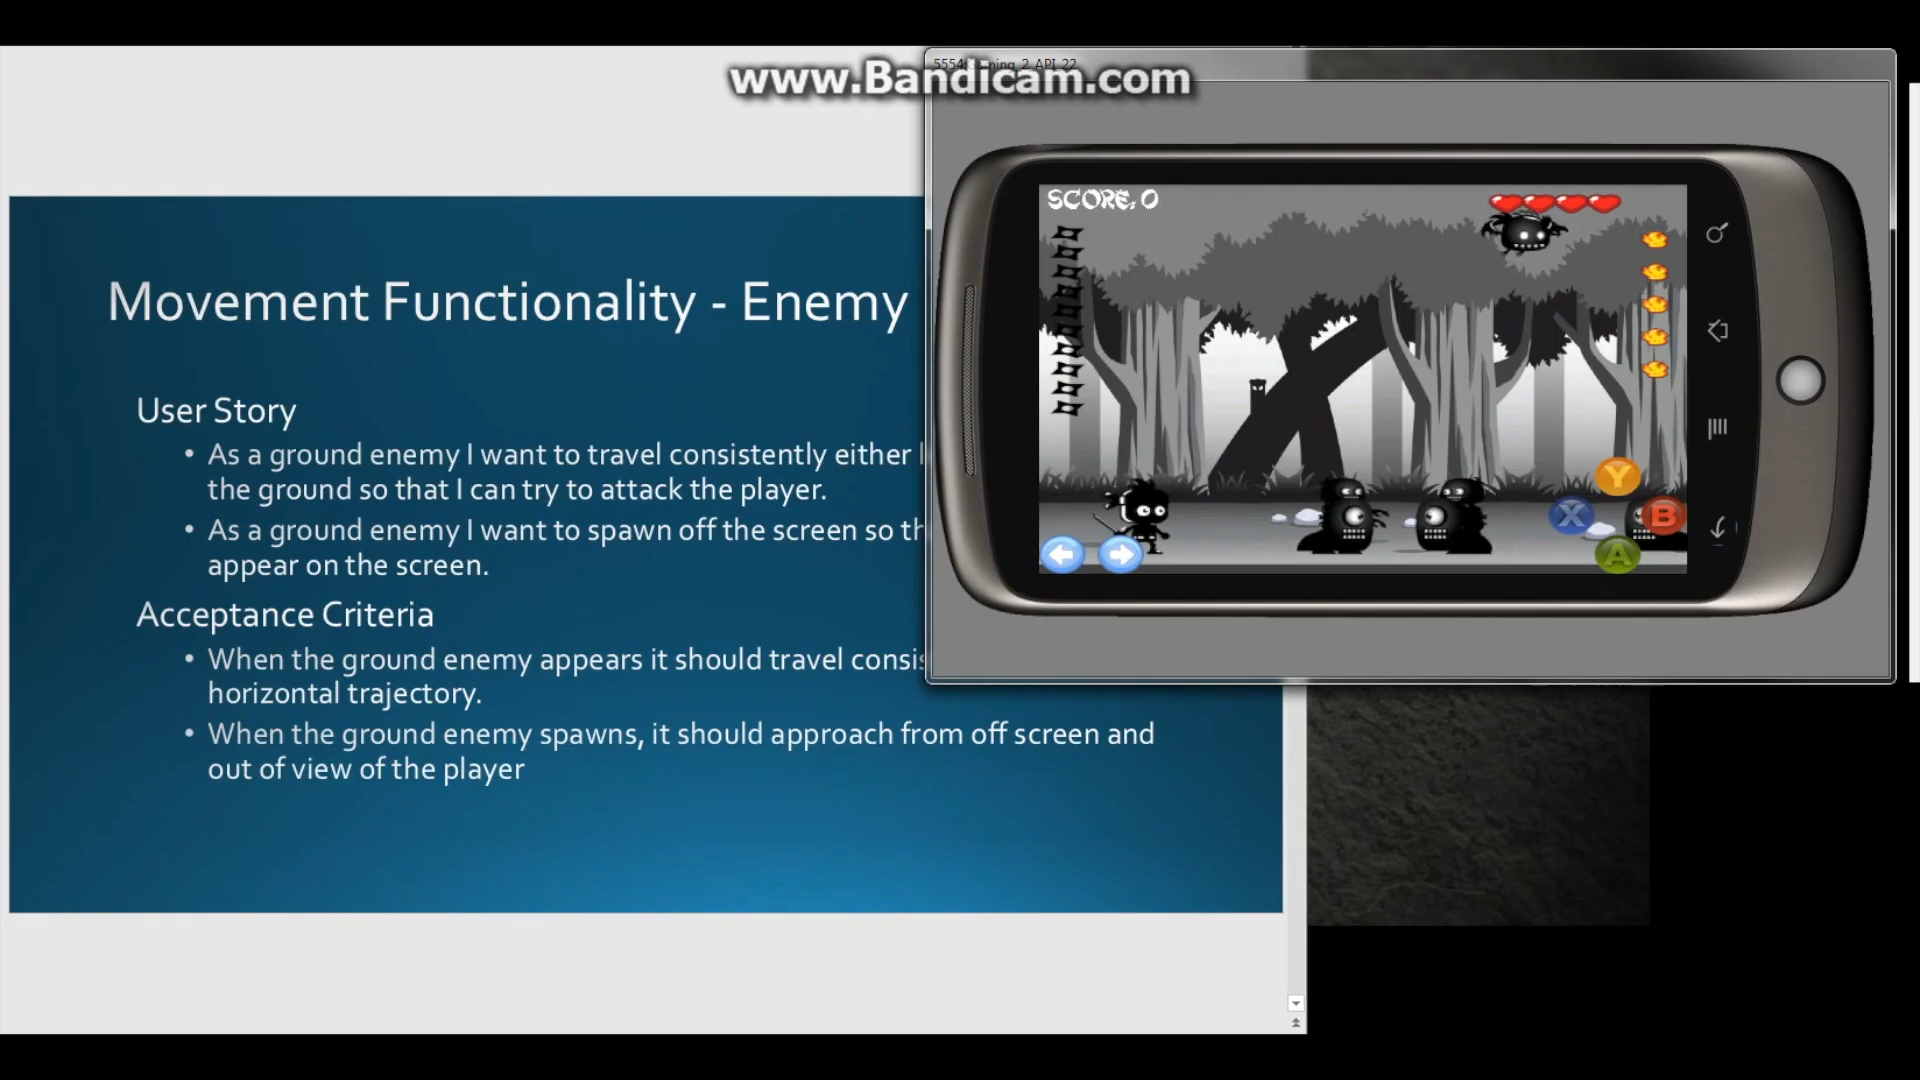 www.Bandicam.com
Movement Functionality - Enemy
User Story
• As a ground enemy I want to travel consistently either
the ground so that I can try to attack the player.
• As a ground enemy I want to spawn off the screen so
appear on the screen.
Acceptance Criteria
• When the ground enemy appears it should travel
horizontal trajectory.
• When the ground enemy spawns, it should approach from off screen and
out of view of the player
SCORE: 0
Y
X
B
A